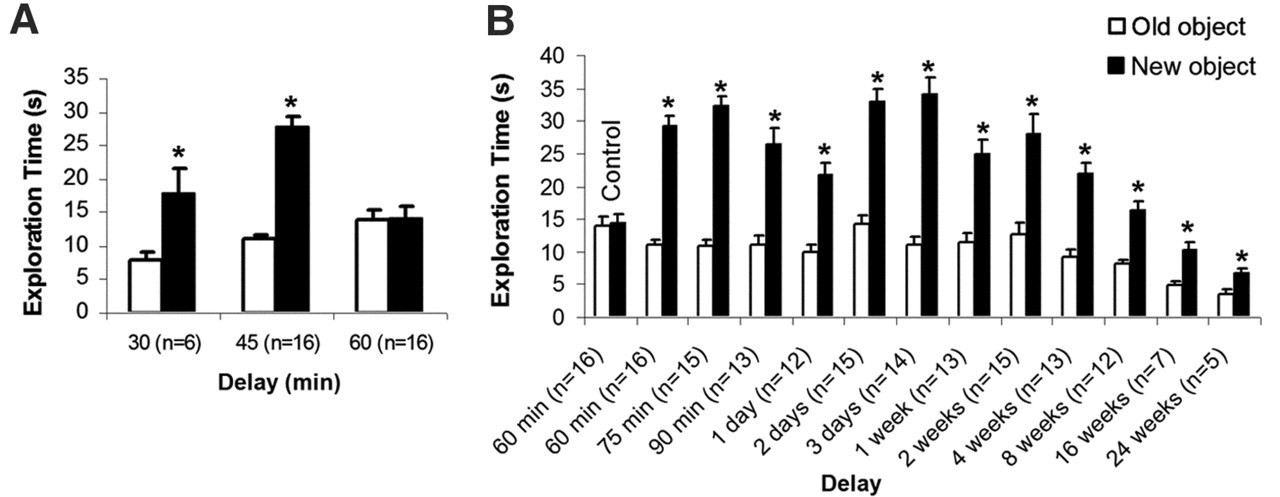 A
B
Old object
New object
Exploration Time (s)
35
30
25
20
15
10
5
0
*
*
30 (n=6)
45 (n=16)
60 (n=16)
Delay (min)
Exploration Time (s)
40
35
30
25
20
15
10
5
0
Control
*
*
*
*
*
*
*
*
*
*
*
*
60 min (n=16)
60 min (n=16)
75 min (n=15)
90 min (n=13)
1 day (n=12)
2 days (n=15)
3 days (n=14)
1 week (n=13)
2 weeks (n=15)
4 weeks (n=13)
8 weeks (n=12)
16 weeks (n=7)
24 weeks (n=5)
Delay